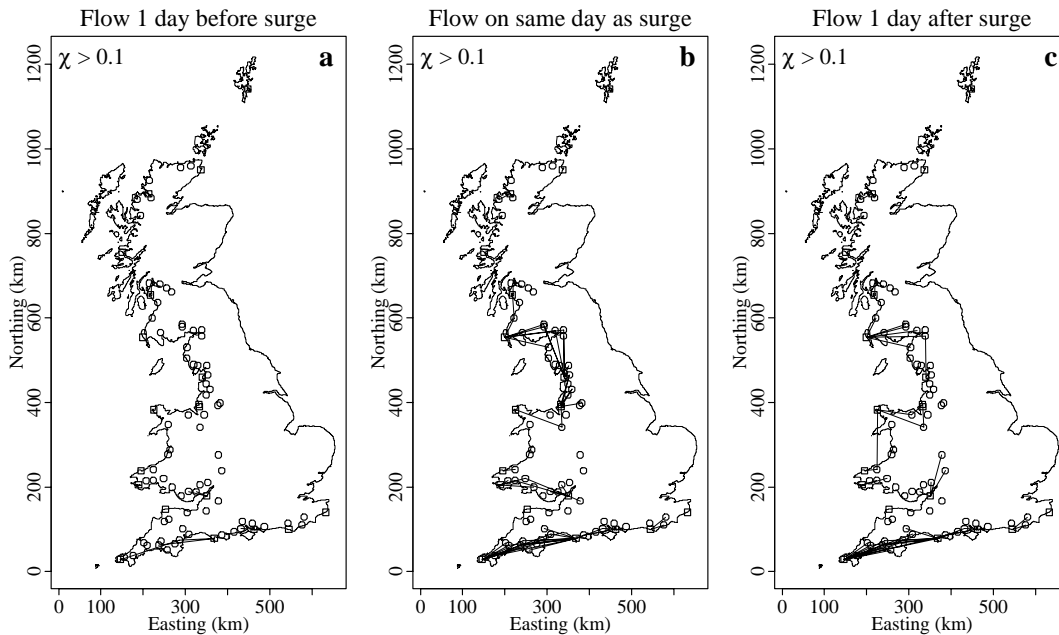 Flow 1 day before surge
χ > 0.1
a
1200
1000
800
600
400
200
0
Northing (km)
0
100
300
500
Easting (km)
Flow on same day as surge
χ > 0.1
b
1200
1000
800
600
400
200
0
Northing (km)
0
100
300
500
Easting (km)
Flow 1 day after surge
χ > 0.1
c
1200
1000
800
600
400
200
0
Northing (km)
0
100
300
500
Easting (km)